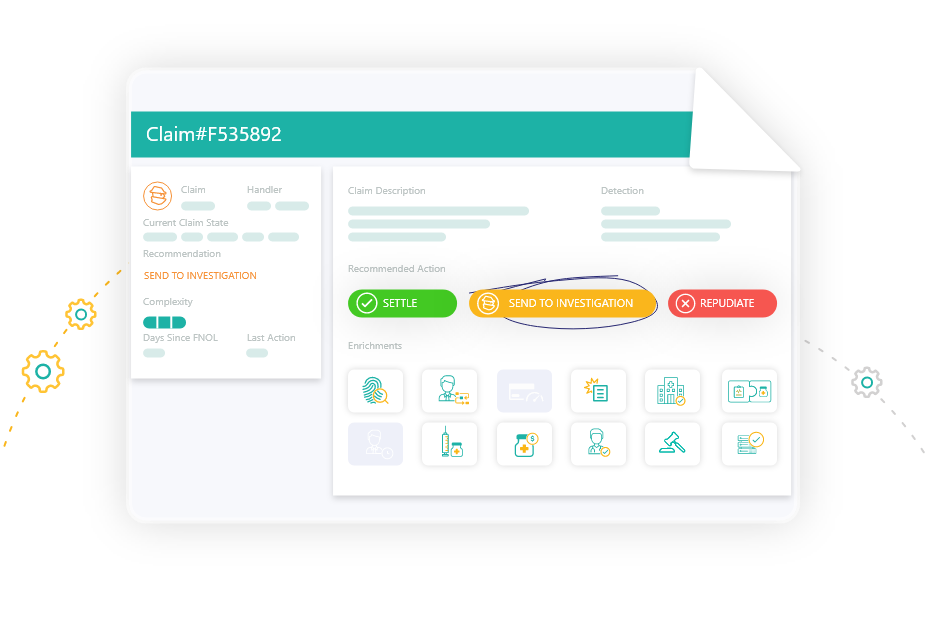 Claim#F535892
Claim Handler
Current Claim State
Recommendation
SEND TO INVESTIGATION
Complexity
Days Since FNOL Last Action
Claim Description Detection
Recommended Action
SETTLE SEND TO INVESTIGATION REPUDIATE
Enrichments